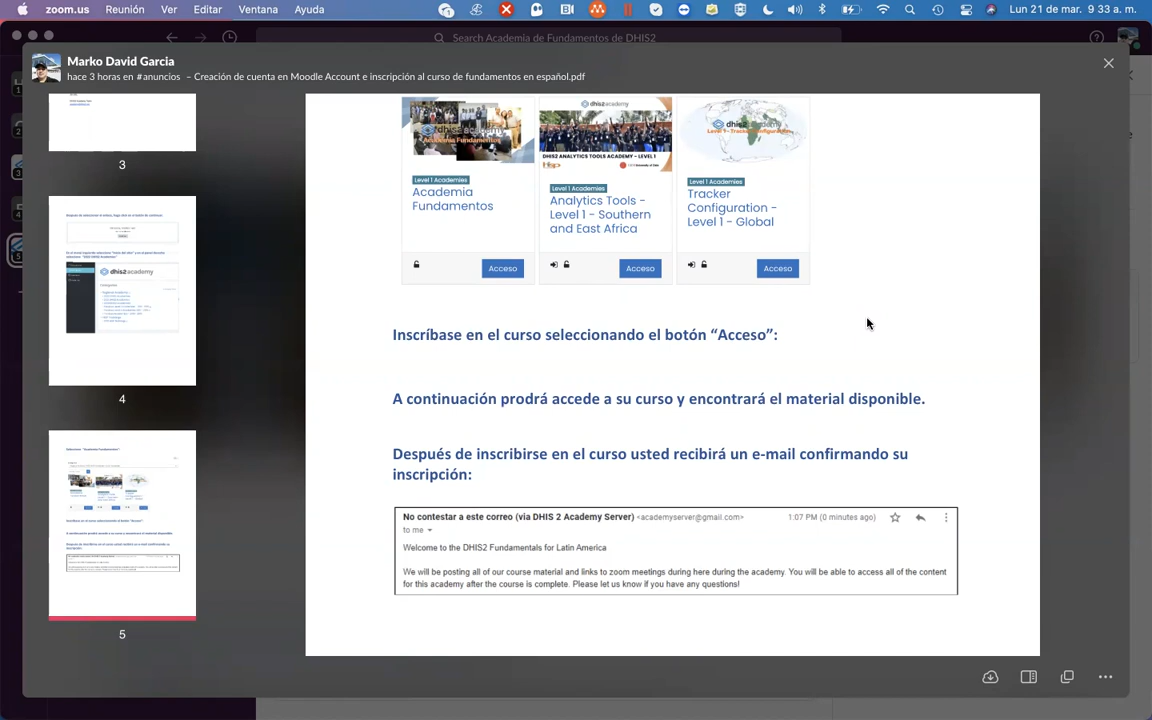 zoom.us Reunión Ver Editar Ventana Ayuda Lun 21 de mar. 9 33 a. m.
Search Academia de Fundamentos de DHIS2
Marko David Garcia
hace 3 horas en #anuncios – Creación de cuenta en Moodle Account e inscripción al curso de fundamentos en español.pdf
3
4
5
dhis2academy
Academia Fundamentos
dhis2academy
DHIS2 ANALYTICS TOOLS ACADEMY - LEVEL 1
dhis2academy
Level 1 - Tracker Configuration
Level 1 Academies
Academia
Fundamentos
Acceso
Level 1 Academies
Analytics Tools -
Level 1 - Southern
and East Africa
Acceso
Level 1 Academies
Tracker
Configuration -
Level 1 - Global
Acceso
Inscríbase en el curso seleccionando el botón “Acceso”:
A continuación prodrá accede a su curso y encontrará el material disponible.
Después de inscribirse en el curso usted recibirá un e-mail confirmando su
inscripción:
No contestar a este correo (via DHIS 2 Academy Server) <academyserver@gmail.com> 1:07 PM (0 minutes ago)
to me
Welcome to the DHIS2 Fundamentals for Latin America
We will be posting all of our course material and links to zoom meetings during here during the academy. You will be able to access all of the content
for this academy after the course is complete. Please let us know if you have any questions!